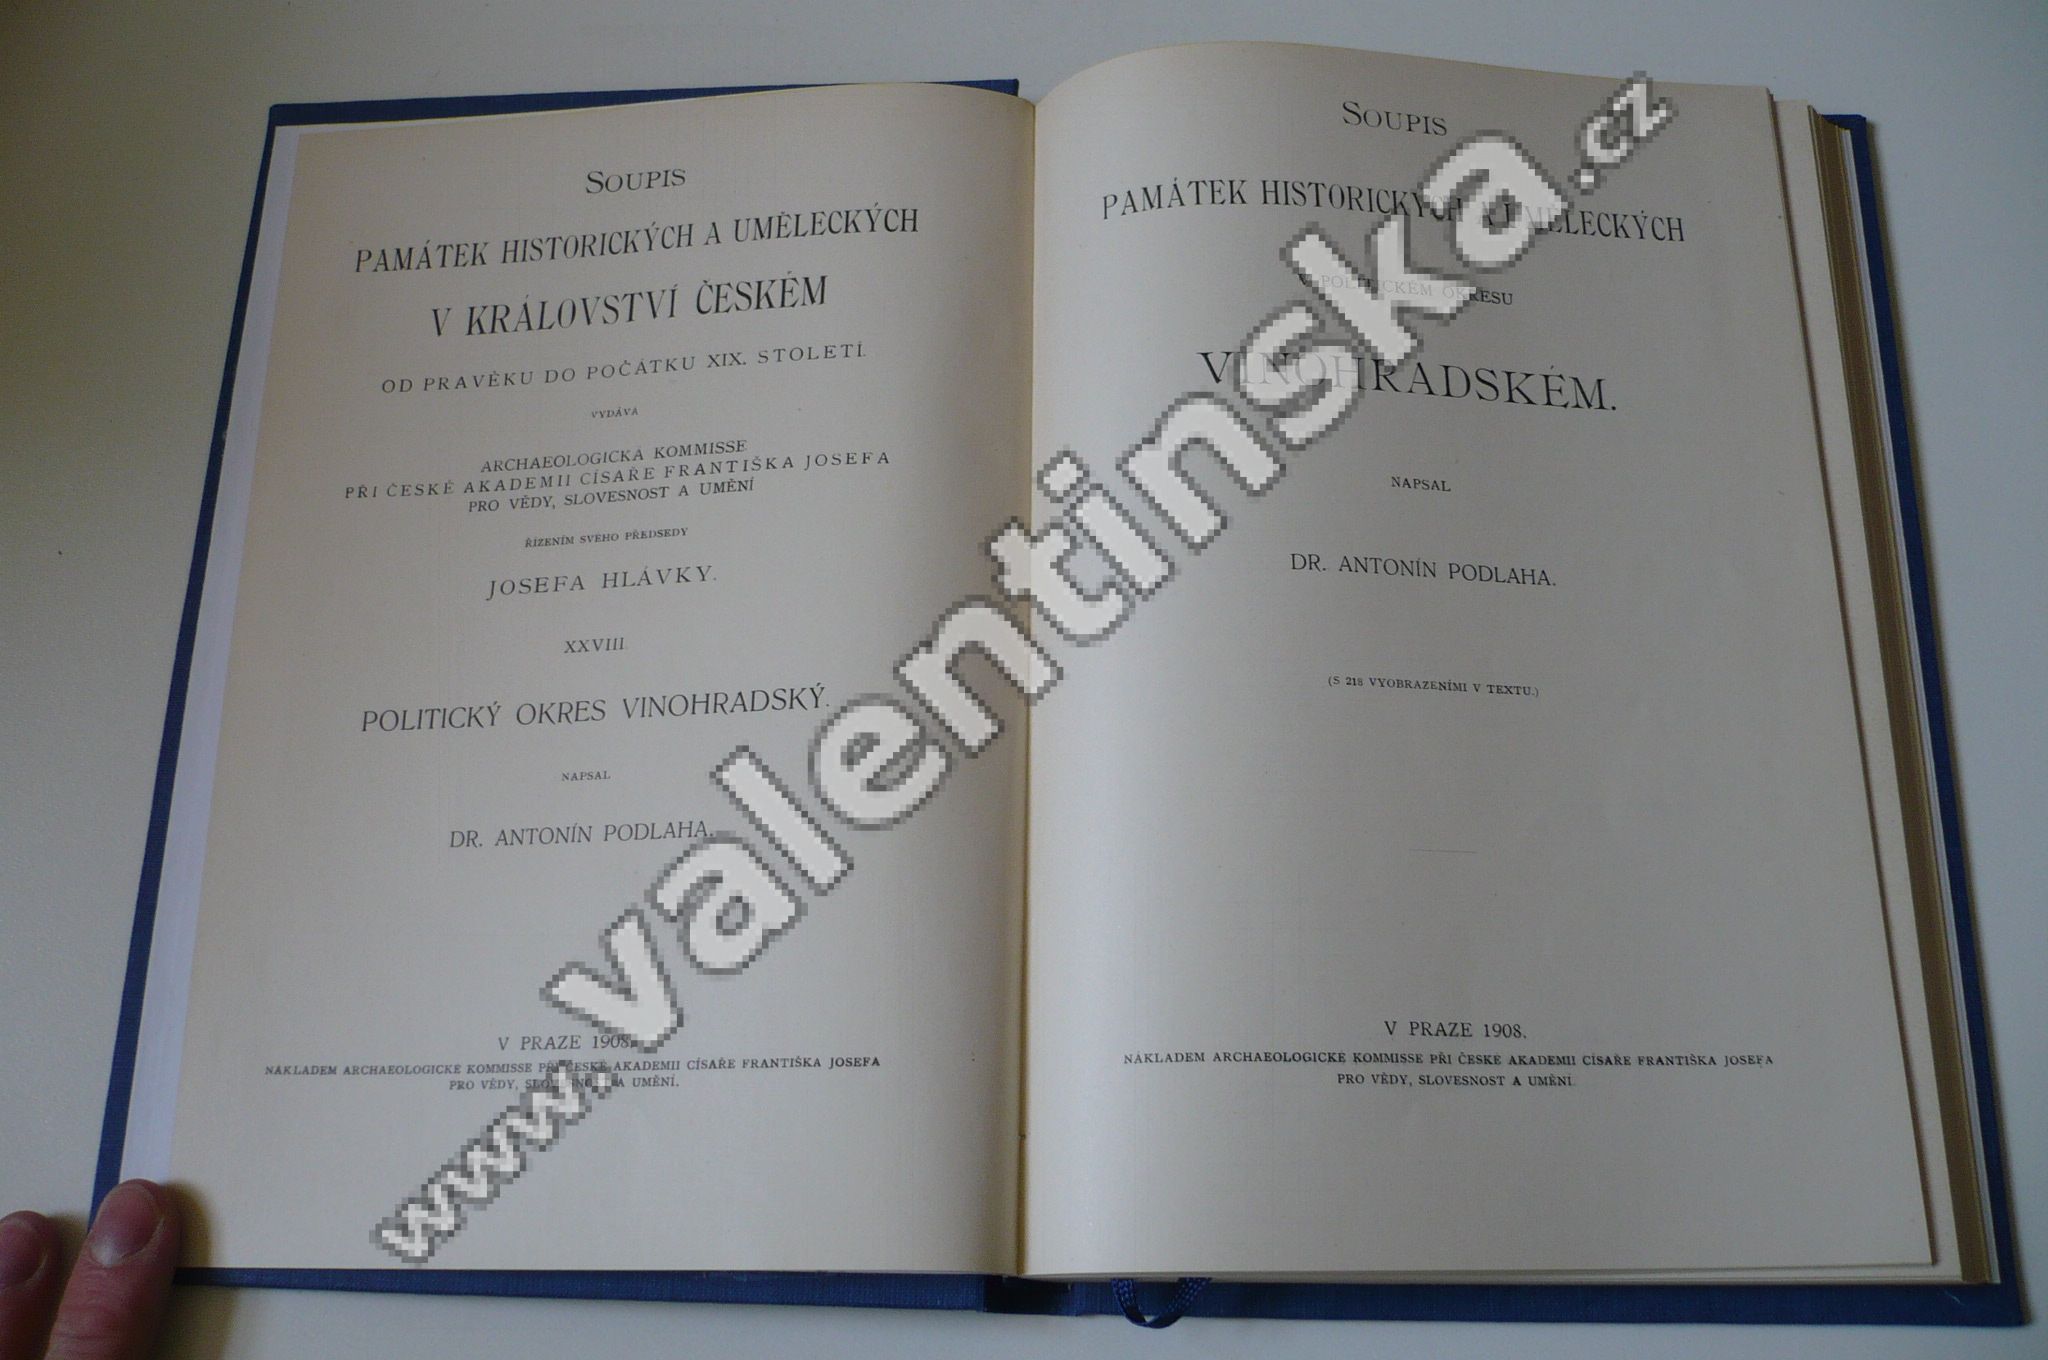 SOUPIS
PAMÁTEK HISTORICKÝCH A UMĚLECKÝCH
V KRÁLOVSTVÍ ČESKÉM
OD PRAVĚKU DO POČÁTKU XIX. STOLETÍ.
VYDÁVÁ
ARCHAEOLOGICKÁ KOMMISSE
PŘI ČESKÉ AKADEMII CÍSAŘE FRANTIŠKA JOSEFA
PRO VĚDY, SLOVESNOST A UMĚNÍ
ŘÍZENÍM SVÉHO PŘEDSEDY
JOSEFA HLÁVKY.
XXVIII.
POLITICKÝ OKRES VINOHRADSKÝ.
NAPSAL
DR. ANTONÍN PODLAHA.
V PRAZE 1908.
NÁKLADEM ARCHAEOLOGICKÉ KOMMISSE PŘI ČESKÉ AKADEMII CÍSAŘE FRANTIŠKA JOSEFA
PRO VĚDY, SLOVESNOST A UMĚNÍ.
SOUPIS
PAMÁTEK HISTORICKÝCH A UMĚLECKÝCH
V POLITICKÉM OKRESU
VINOHRADSKÉM.
NAPSAL
DR. ANTONÍN PODLAHA.
(S 218 VYOBRAZENÍMI V TEXTU.)
V PRAZE 1908.
NÁKLADEM ARCHAEOLOGICKÉ KOMMISSE PŘI ČESKÉ AKADEMII CÍSAŘE FRANTIŠKA JOSEFA
PRO VĚDY, SLOVESNOST A UMĚNÍ.
www.valentinska.cz